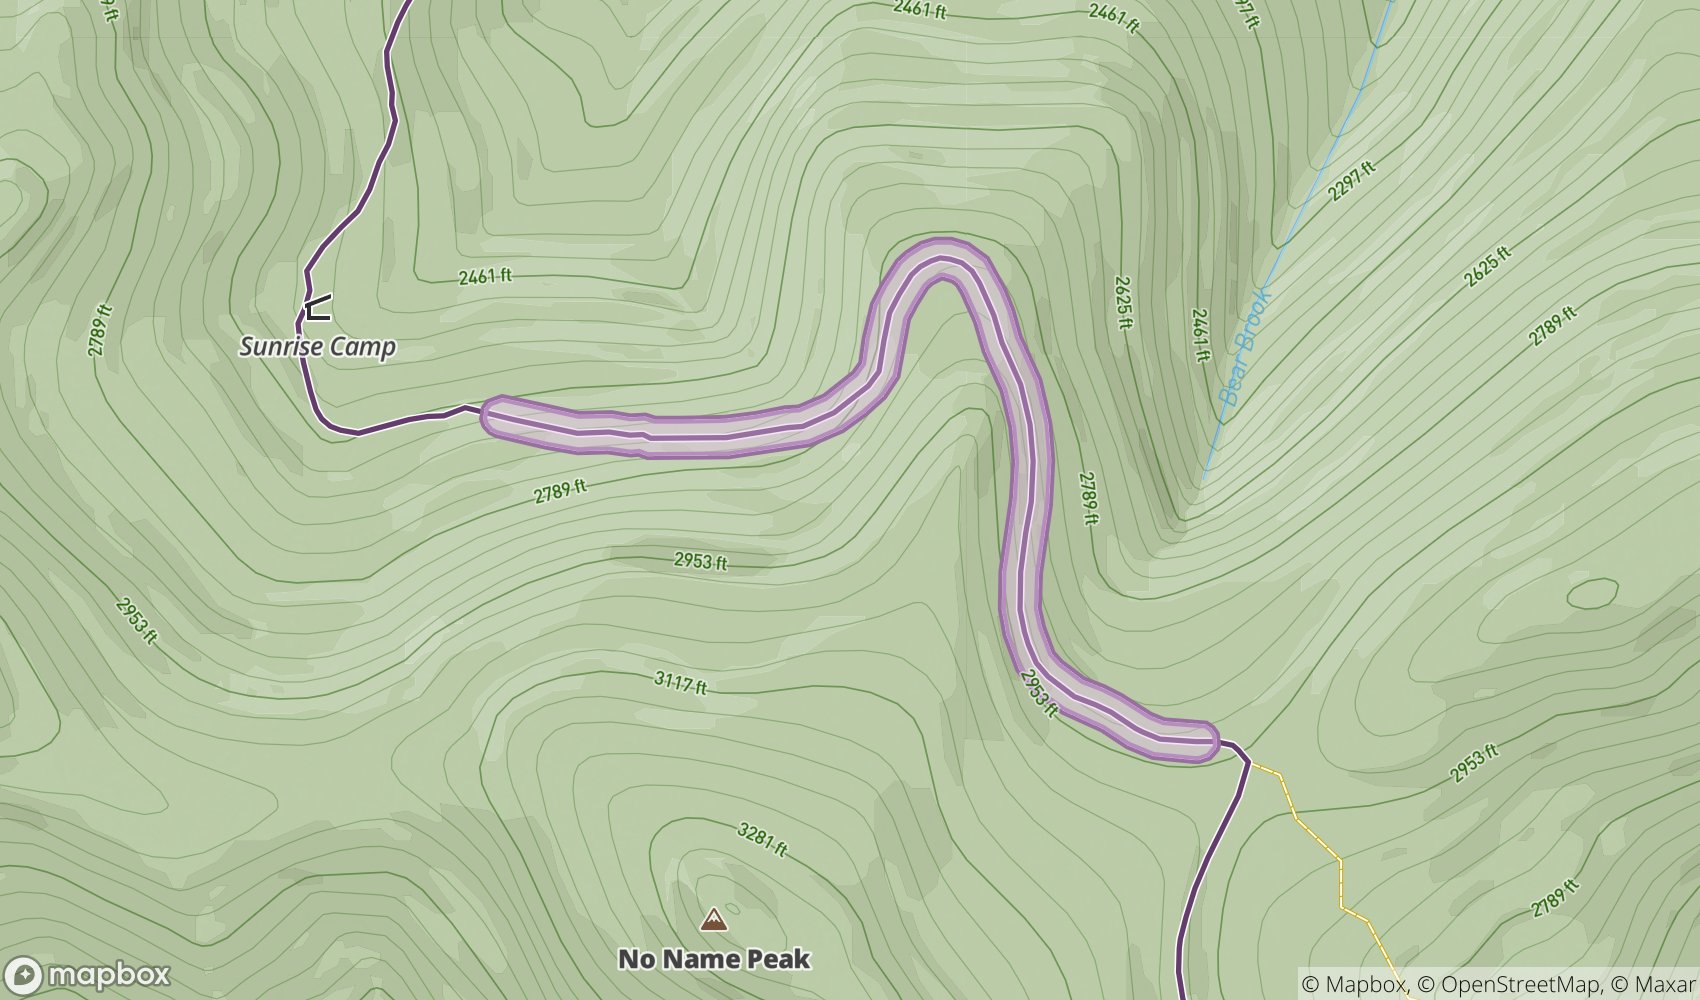 2461 ft
2461 ft
2297 ft
2461 ft
2625 ft
2625 ft
2789 ft
2461 ft
2789 ft
Bear Brook
Sunrise Camp
2789 ft
2789 ft
2953 ft
2953 ft
3117 ft
2953 ft
2953 ft
3281 ft
2789 ft
No Name Peak
mapbox
© Mapbox, © OpenStreetMap, © Maxar